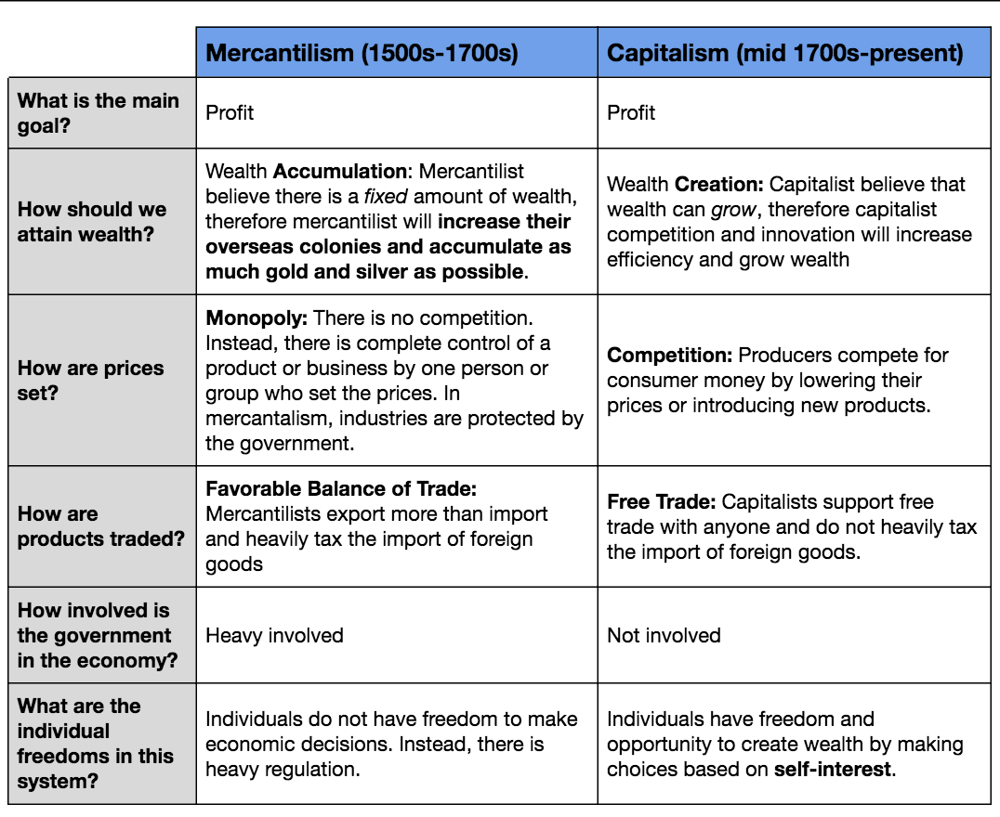 Mercantilism (1500s-1700s)
Capitalism (mid 1700s-present)
What is the main
goal?
Profit
Profit
How should we
attain wealth?
Wealth Accumulation: Mercantilist
believe there is a fixed amount of wealth,
therefore mercantilist will increase their
overseas colonies and accumulate as
much gold and silver as possible.
Wealth Creation: Capitalist believe that
wealth can grow, therefore capitalist
competition and innovation will increase
efficiency and grow wealth
How are prices
set?
Monopoly: There is no competition.
Instead, there is complete control of a
product or business by one person or
group who set the prices. In
mercantalism, industries are protected by
the government.
Competition: Producers compete for
consumer money by lowering their
prices or introducing new products.
How are
products traded?
Favorable Balance of Trade:
Mercantilists export more than import
and heavily tax the import of foreign
goods
Free Trade: Capitalists support free
trade with anyone and do not heavily tax
the import of foreign goods.
How involved is
the government
in the economy?
Heavy involved
Not involved
What are the
individual
freedoms in this
system?
Individuals do not have freedom to make
economic decisions. Instead, there is
heavy regulation.
Individuals have freedom and
opportunity to create wealth by making
choices based on self-interest.